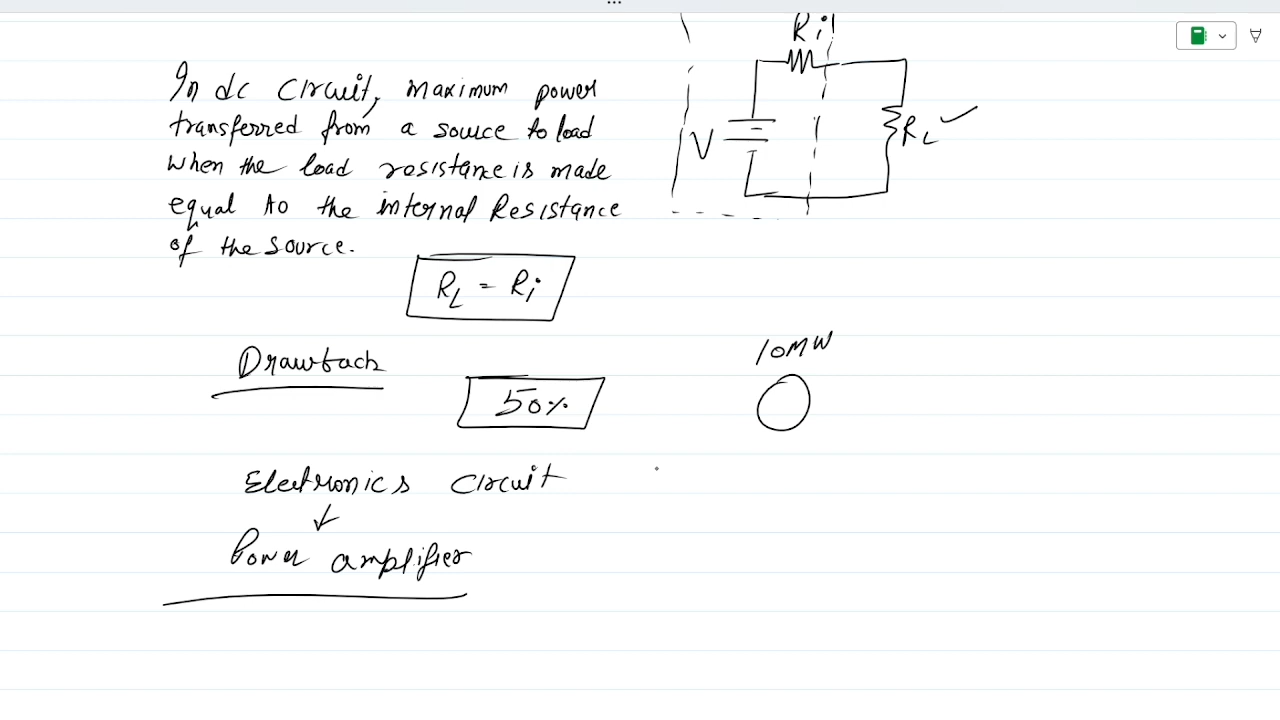 In dc circuit, maximum power
transferred from a source to load
when the load resistance is made
equal to the internal Resistance
of the source.
Ri
V
RL
RL = Ri
Drawback
50%
10MW
Electronics circuit
Power amplifier